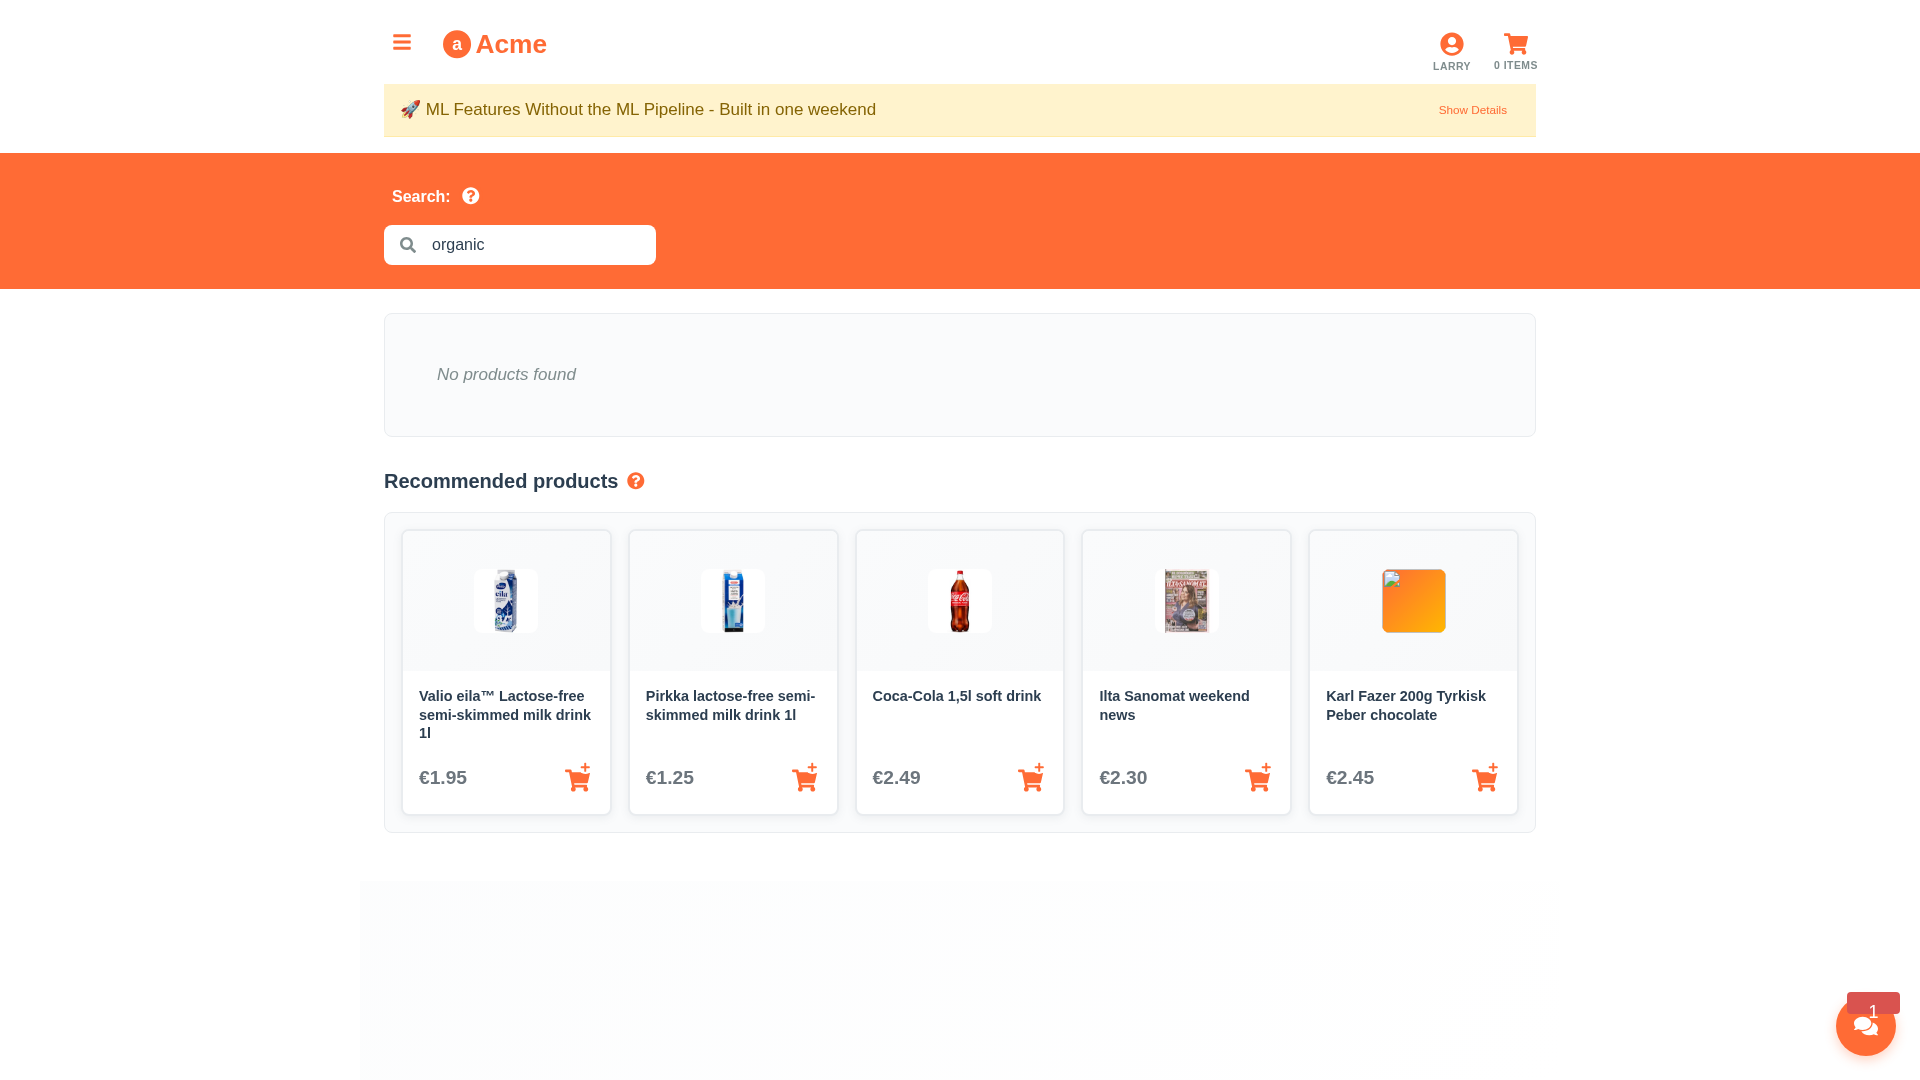 a Acme
LARRY
0 ITEMS
🚀 ML Features Without the ML Pipeline - Built in one weekend
Show Details
Search: ?
organic
No products found
Recommended products ?
Valio eila™ Lactose-free
semi-skimmed milk drink
1l
€1.95
Pirkka lactose-free semi-
skimmed milk drink 1l
€1.25
Coca-Cola 1,5l soft drink
€2.49
Ilta Sanomat weekend
news
€2.30
Karl Fazer 200g Tyrkisk
Peber chocolate
€2.45
1